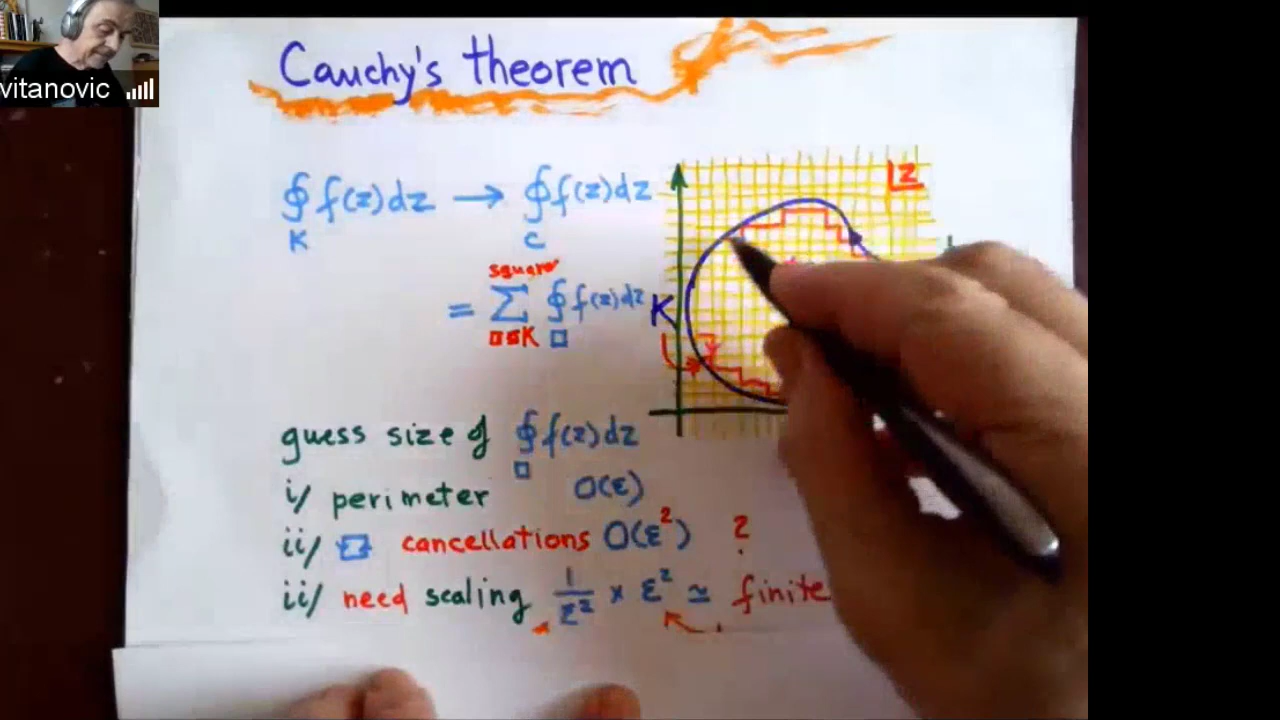 vitanovic
Cauchy's theorem
∮ f(z)dz → ∮ f(z)dz
K C
square
= ∑ ∮ f(z)dz
□ ∈ K □
z
K
guess size of ∮ f(z)dz
□
i/ perimeter O(ε)
ii/ □ cancellations O(ε²) ?
ii/ need scaling 1/ε² × ε² ≃ finite